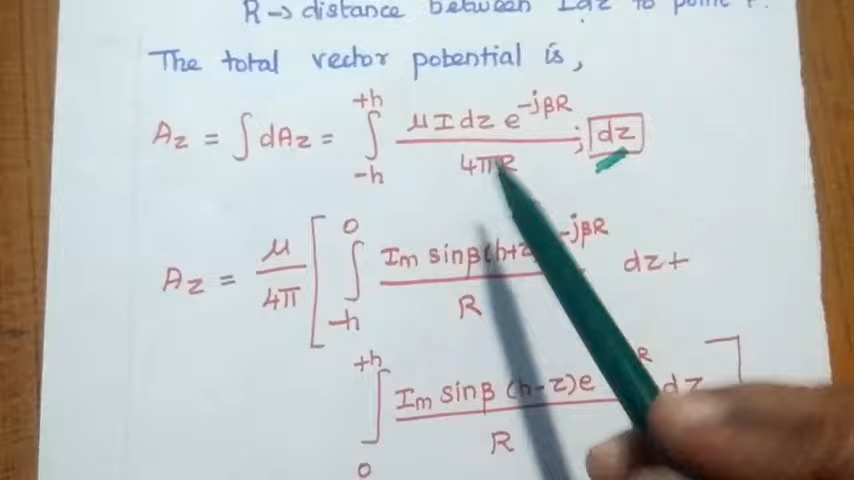 R → distance between Idz to point P.
The total vector potential is,
Az = ∫ dAz = ∫_{-h}^{+h} μ I dz e^{-jβR} / 4πR ; dz
Az = μ/4π [ ∫_{-h}^{0} Im sinβ(h+z) e^{-jβR} / R dz +
∫_{0}^{+h} Im sinβ (h-z) e R / R dz ]